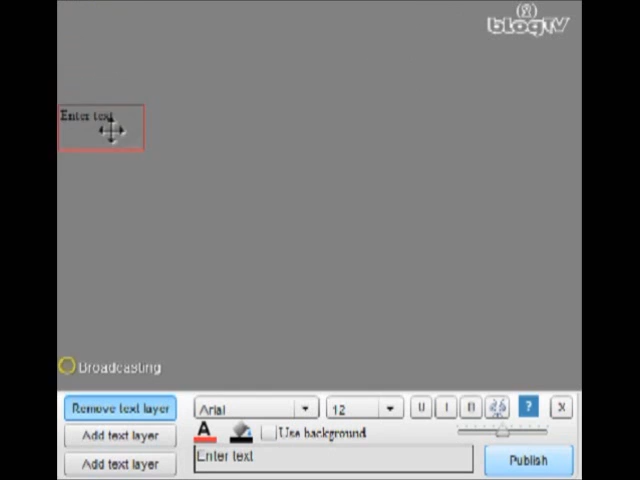 blogTV
Enter text
Broadcasting
Remove text layer
Arial
12
U
I
B
?
X
Add text layer
A
Use background
Add text layer
Enter text
Publish